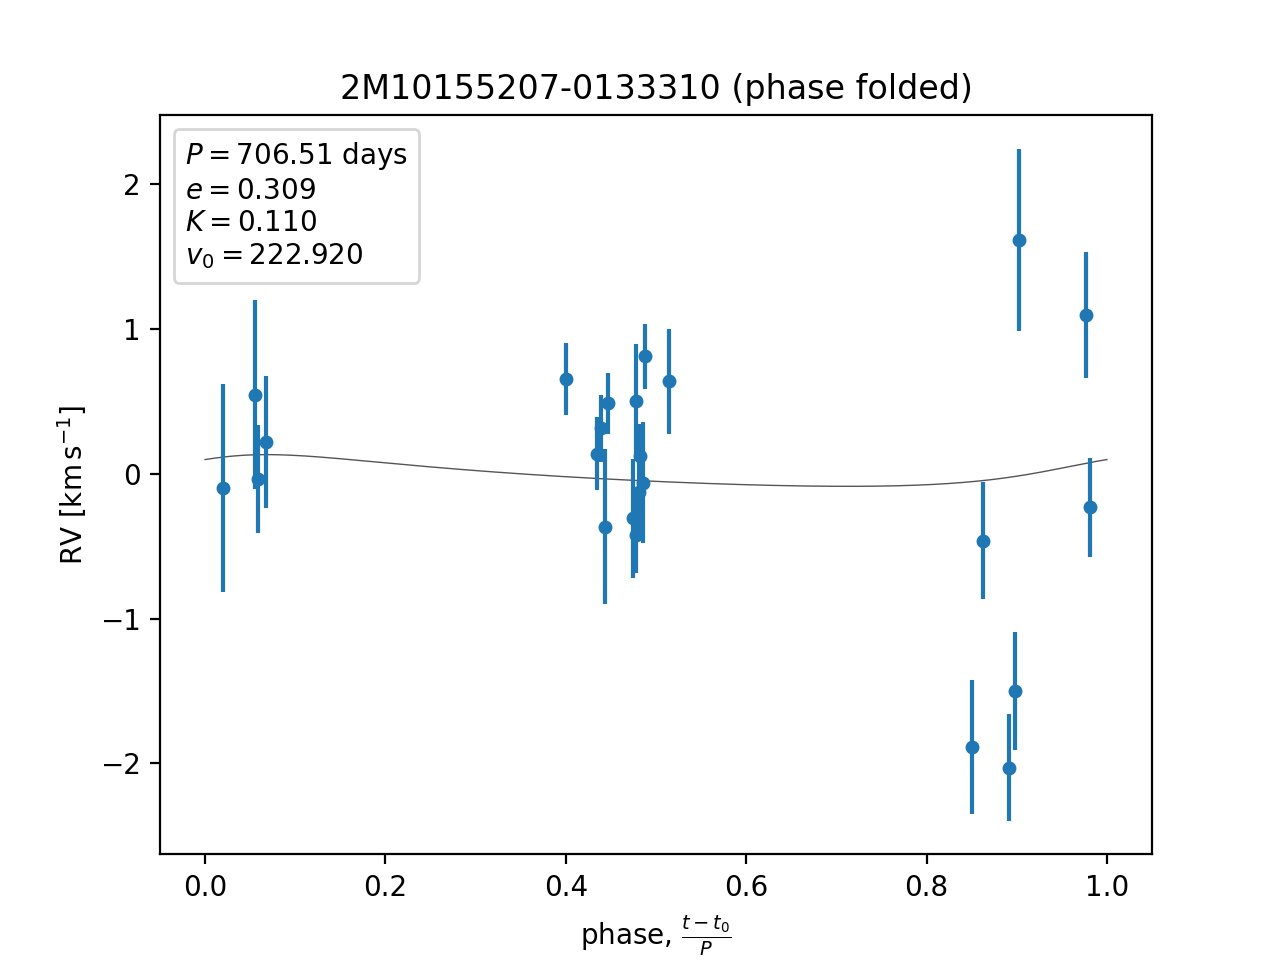 2M10155207-0133310 (phase folded)
P = 706.51 days
e = 0.309
K = 0.110
v₀ = 222.920
2
1
0
−1
−2
RV [km s⁻¹]
0.0 0.2 0.4 0.6 0.8 1.0
phase, (t − t₀)/P